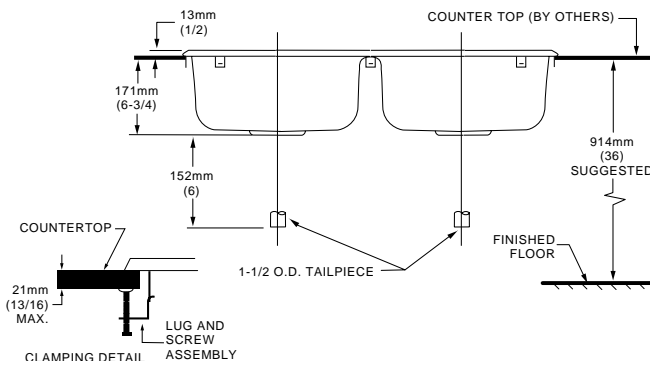 13mm
(1/2)
COUNTER TOP (BY OTHERS)
171mm
(6-3/4)
914mm
(36)
SUGGESTED
152mm
(6)
COUNTERTOP
1-1/2 O.D. TAILPIECE
FINISHED
FLOOR
21mm
(13/16)
MAX.
LUG AND
SCREW
ASSEMBLY
CLAMPING DETAIL